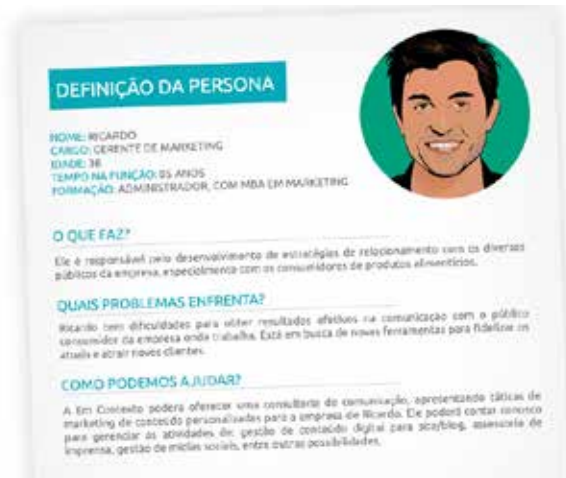 DEFINIÇÃO DA PERSONA
NOME: RICARDO
CARGO: GERENTE DE MARKETING
IDADE: 38
TEMPO NA FUNÇÃO: 05 ANOS
FORMAÇÃO: ADMINISTRADOR, COM MBA EM MARKETING
O QUE FAZ?
Ele é responsável pelo desenvolvimento de estratégias de relacionamento com os diversos
públicos da empresa, especialmente com os consumidores de produtos alimentícios.
QUAIS PROBLEMAS ENFRENTA?
Ricardo tem dificuldades para obter resultados efetivos na comunicação com o público
consumidor da empresa onde trabalha. Está em busca de novas ferramentas para fidelizar os
atuais e atrair novos clientes.
COMO PODEMOS AJUDAR?
A Em Contexto poderá oferecer uma consultoria de comunicação, apresentando táticas de
marketing de conteúdo personalizadas para a empresa de Ricardo. Ele poderá contar conosco
para gerenciar as atividades de: gestão de conteúdo digital para site/blog, assessoria de
imprensa, gestão de mídias sociais, entre outras possibilidades.